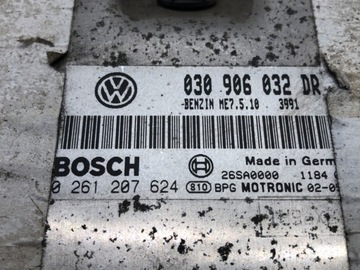 030 906 032 DR
-BENZIN ME7.5.10 3991
BOSCH
Made in Germ
26SA0000 1184
0 261 207 624
810 BPG MOTRONIC 02-0